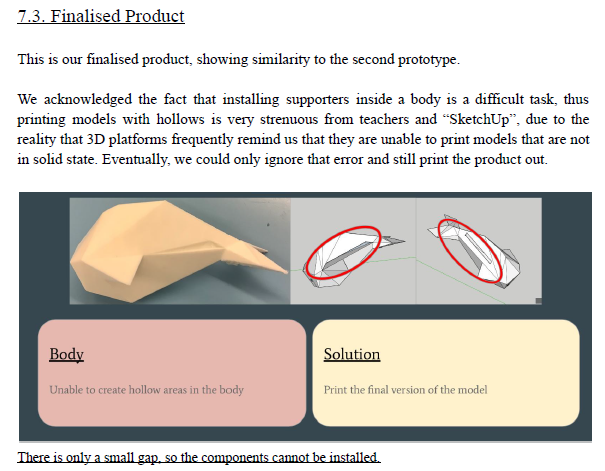 7.3. Finalised Product
This is our finalised product, showing similarity to the second prototype.
We acknowledged the fact that installing supporters inside a body is a difficult task, thus
printing models with hollows is very strenuous from teachers and “SketchUp”, due to the
reality that 3D platforms frequently remind us that they are unable to print models that are not
in solid state. Eventually, we could only ignore that error and still print the product out.
Body
Unable to create hollow areas in the body
Solution
Print the final version of the model
There is only a small gap, so the components cannot be installed.